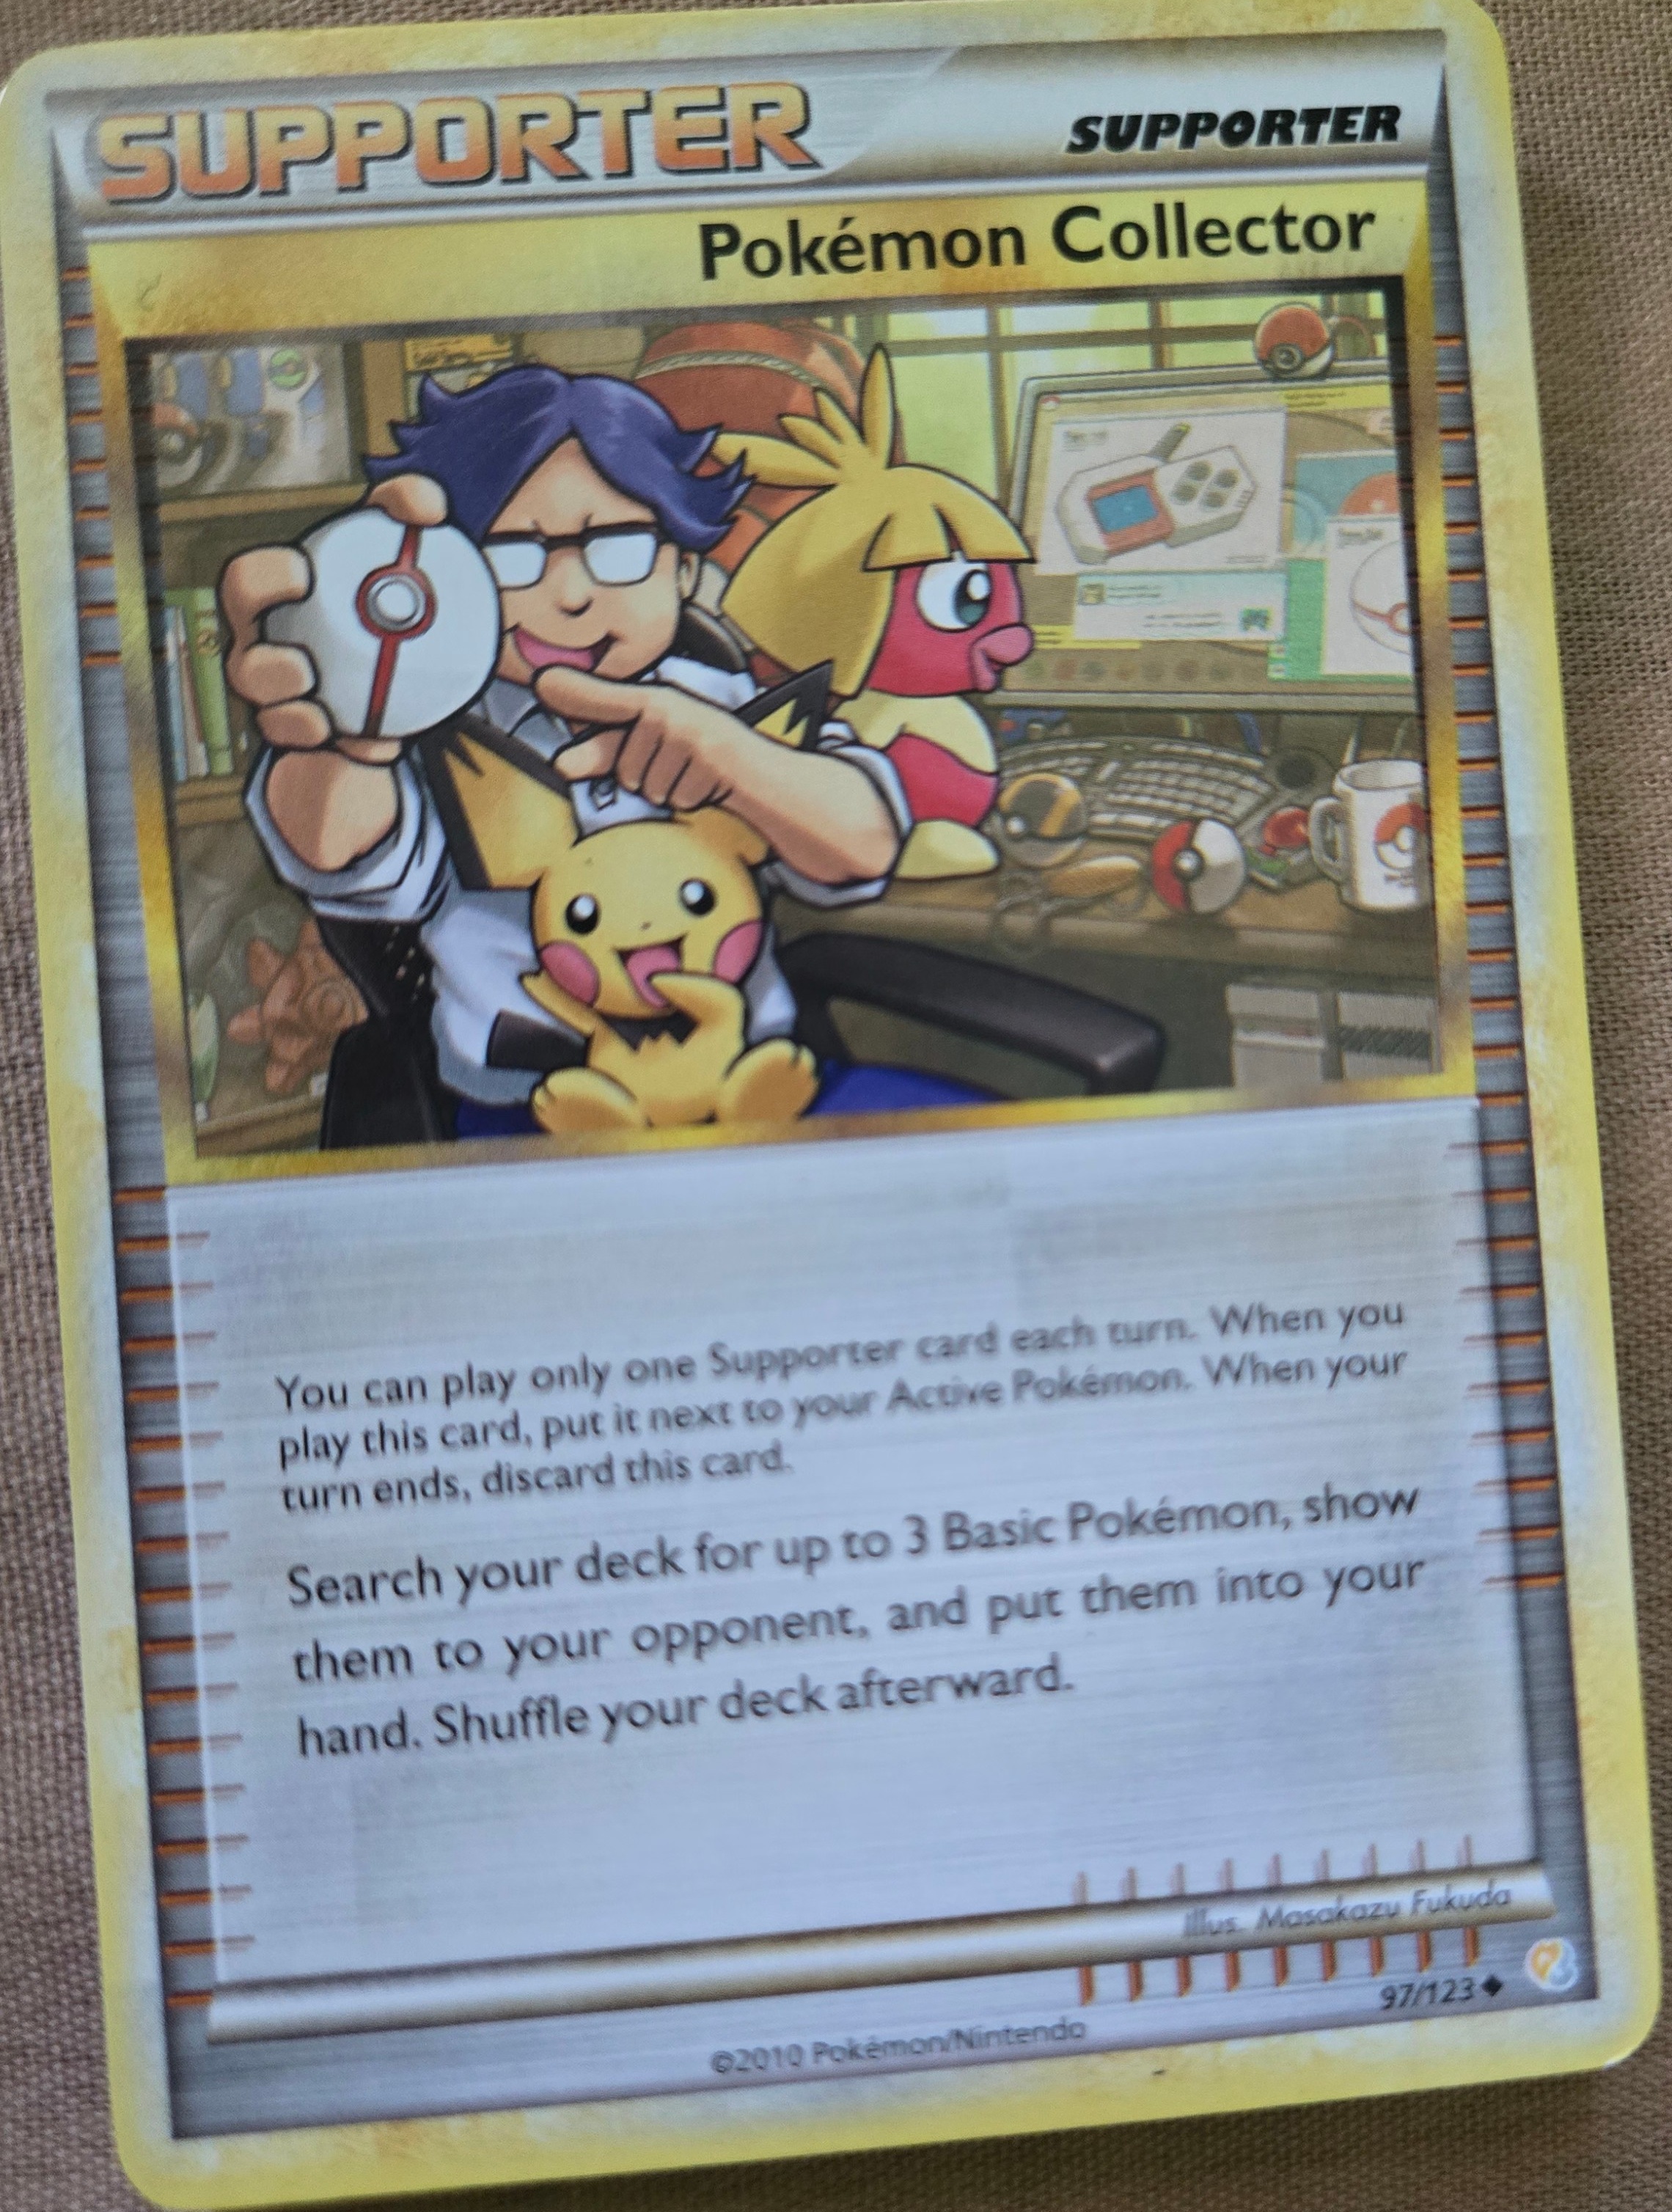 SUPPORTER
SUPPORTER
Pokémon Collector
You can play only one Supporter card each turn. When you
play this card, put it next to your Active Pokémon. When your
turn ends, discard this card.
Search your deck for up to 3 Basic Pokémon, show
them to your opponent, and put them into your
hand. Shuffle your deck afterward.
Illus. Masakazu Fukuda
97/123
©2010 Pokémon/Nintendo